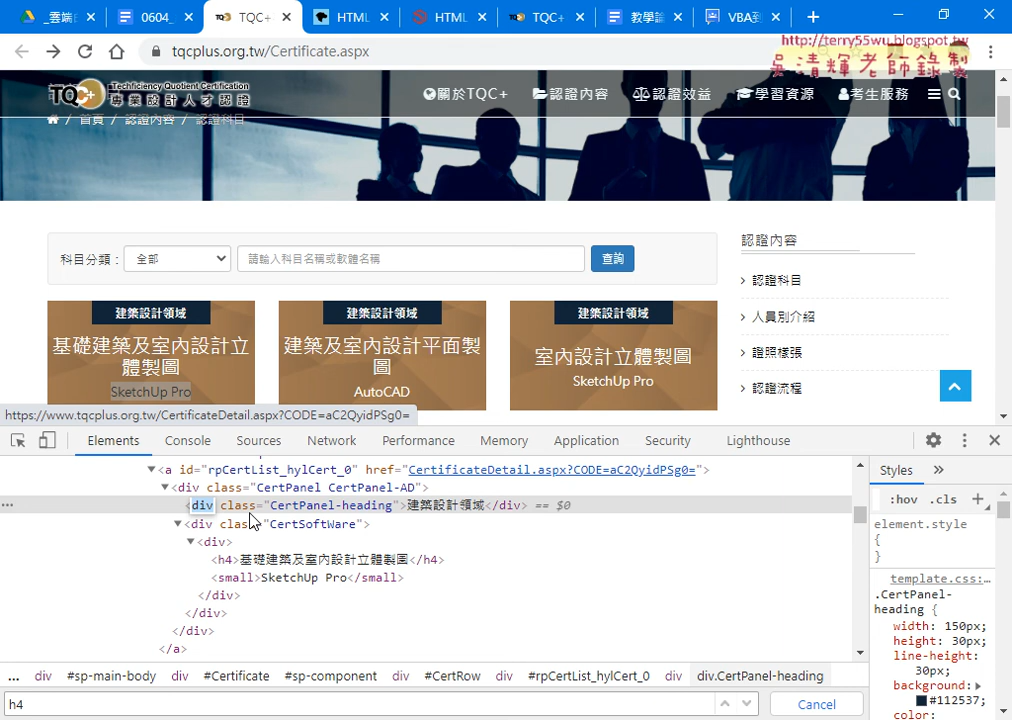 _雲端
0604_
TQC+
HTML
HTML
TQC+
教學論
VBA到
tqcplus.org.tw/Certificate.aspx
http://terry55wu.blogspot.tw
吳清輝老師錄製
TQC+ Techficiency Quotient Certification
專業設計人才認證
關於TQC+ 認證內容 認證效益 學習資源 考生服務
/ 首頁 / 認證內容 / 認證科目
科目分類： 全部 請輸入科目名稱或軟體名稱 查詢
建築設計領域
基礎建築及室內設計立
體製圖
SketchUp Pro
建築設計領域
建築及室內設計平面製
圖
AutoCAD
建築設計領域
室內設計立體製圖
SketchUp Pro
認證內容
認證科目
人員別介紹
證照樣張
認證流程
https://www.tqcplus.org.tw/CertificateDetail.aspx?CODE=aC2QyidPSg0=
Elements Console Sources Network Performance Memory Application Security Lighthouse
<a id="rpCertList_hylCert_0" href="CertificateDetail.aspx?CODE=aC2QyidPSg0=">
<div class="CertPanel CertPanel-AD">
<div class="CertPanel-heading">建築設計領域</div> == $0
<div class="CertSoftWare">
<div>
<h4>基礎建築及室內設計立體製圖</h4>
<small>SketchUp Pro</small>
</div>
</div>
</div>
</a>
Styles »
:hov .cls +
element.style
{
}
template.css:…
.CertPanel-
heading {
width: 150px;
height: 30px;
line-height:
30px;
background:
#112537;
color:
... div #sp-main-body div #Certificate #sp-component div #CertRow div #rpCertList_hylCert_0 div div.CertPanel-heading
h4 Cancel